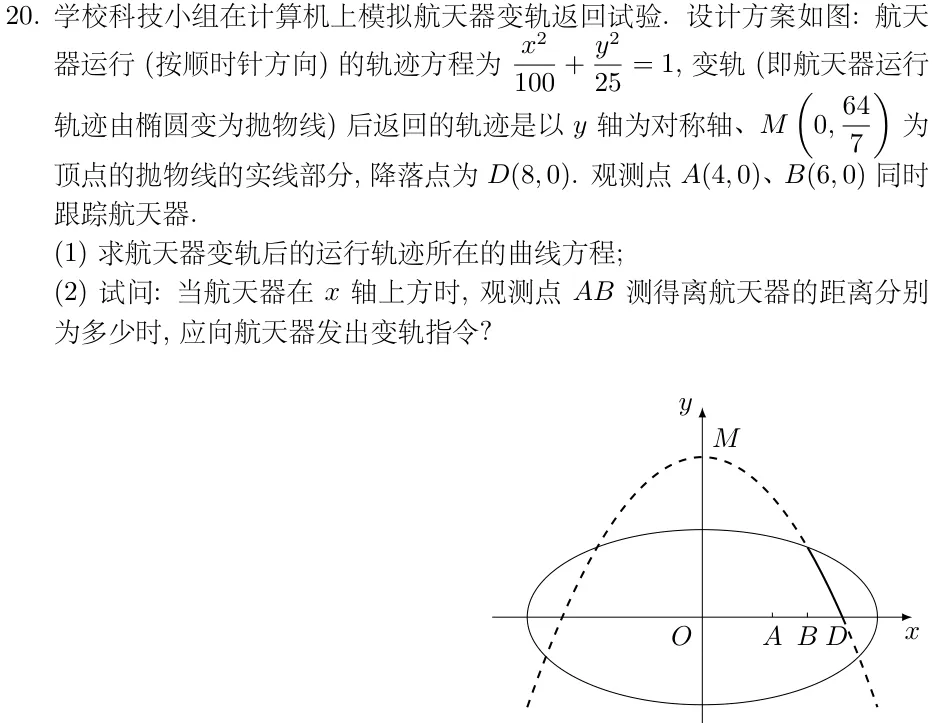 20. 学校科技小组在计算机上模拟航天器变轨返回试验. 设计方案如图: 航天
器运行 (按顺时针方向) 的轨迹方程为 $\frac{x^2}{100} + \frac{y^2}{25} = 1$, 变轨 (即航天器运行
轨迹由椭圆变为抛物线) 后返回的轨迹是以 $y$ 轴为对称轴、$M\left(0, \frac{64}{7}\right)$ 为
顶点的抛物线的实线部分, 降落点为 $D(8,0)$. 观测点 $A(4,0)$、$B(6,0)$ 同时
跟踪航天器.
(1) 求航天器变轨后的运行轨迹所在的曲线方程;
(2) 试问: 当航天器在 $x$ 轴上方时, 观测点 $AB$ 测得离航天器的距离分别
为多少时, 应向航天器发出变轨指令?
y
M
O A B D x